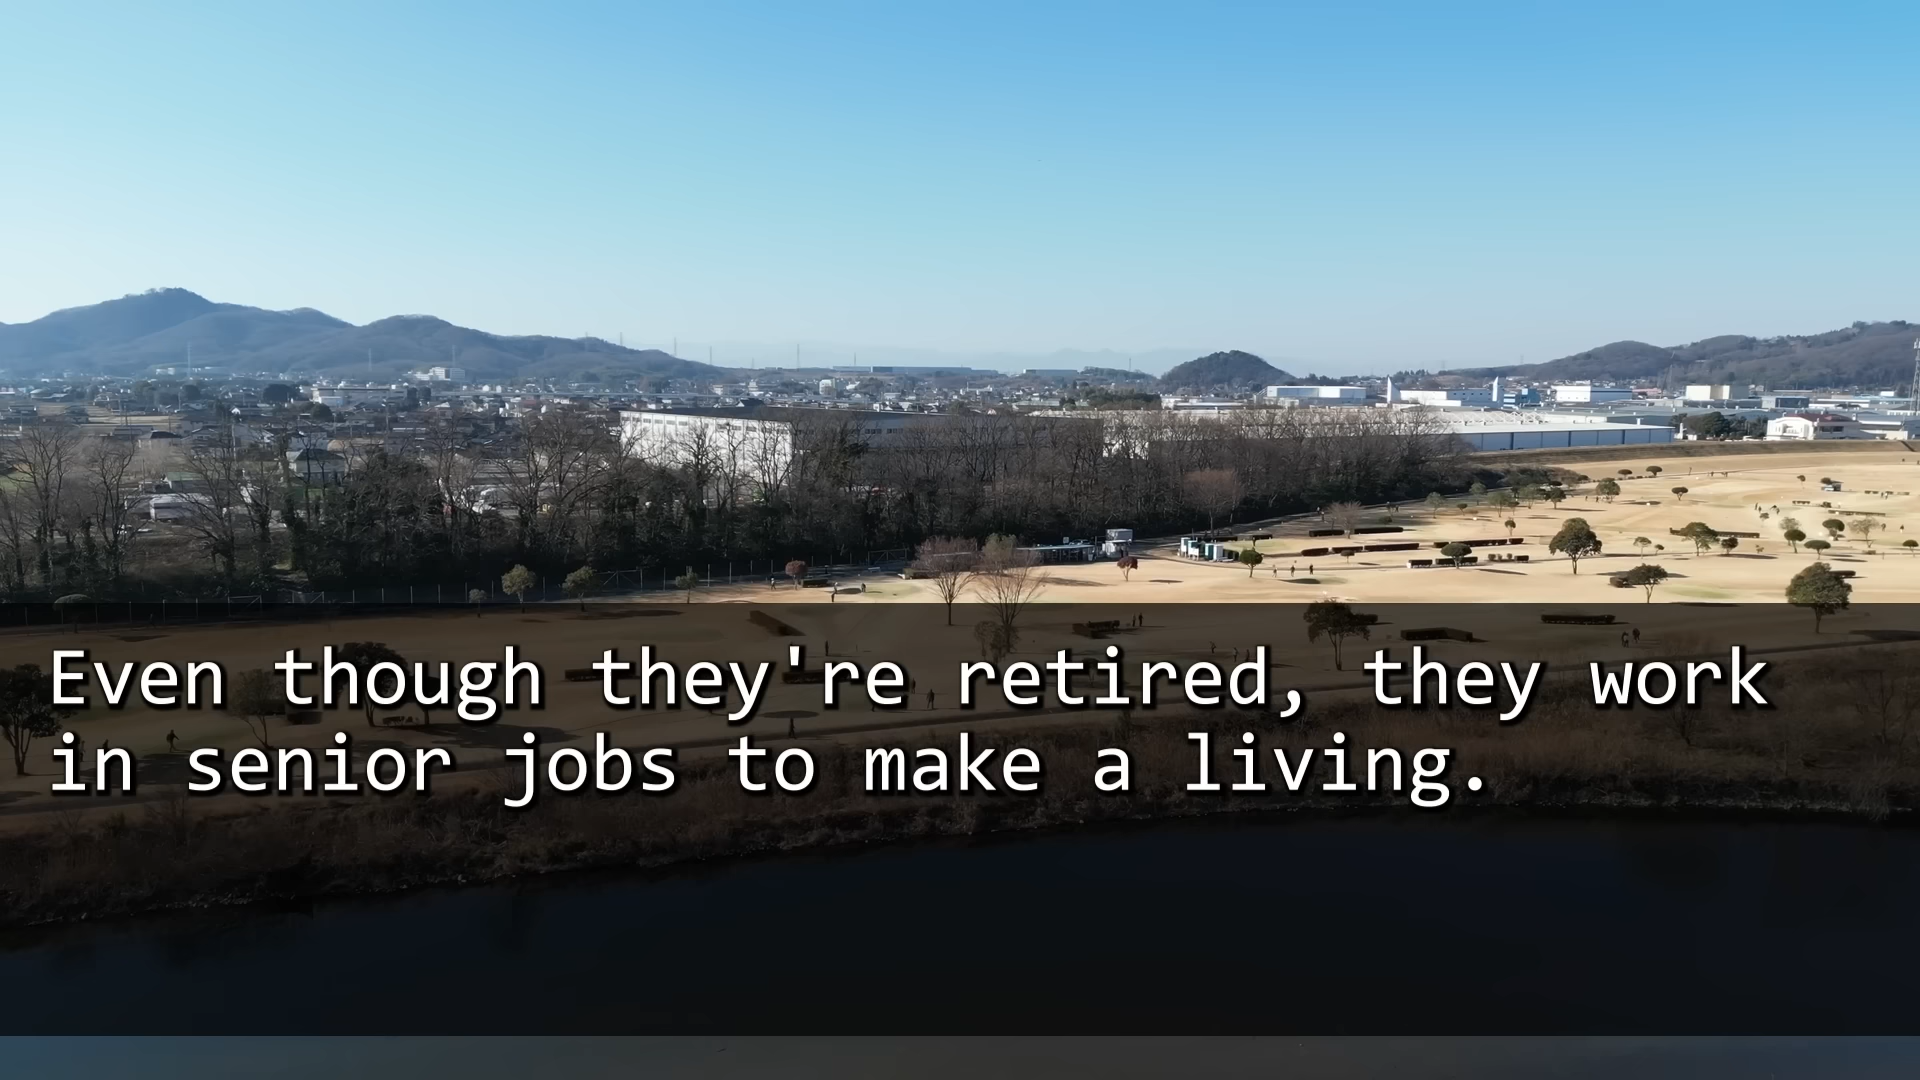 Even though they're retired, they work
in senior jobs to make a living.